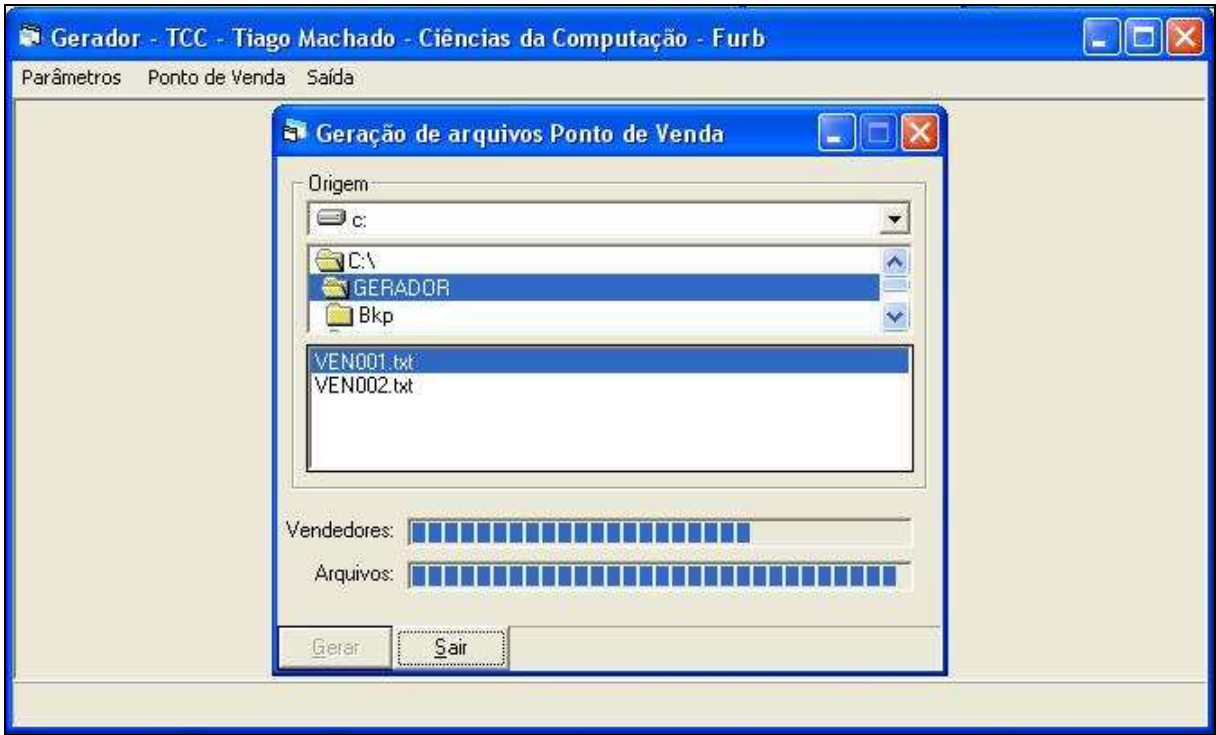 Gerador - TCC - Tiago Machado - Ciências da Computação - Furb
Parâmetros Ponto de Venda Saída
Geração de arquivos Ponto de Venda
Origem
c:
C:\
GERADOR
Bkp
VEN001.txt
VEN002.txt
Vendedores:
Arquivos:
Gerar Sair